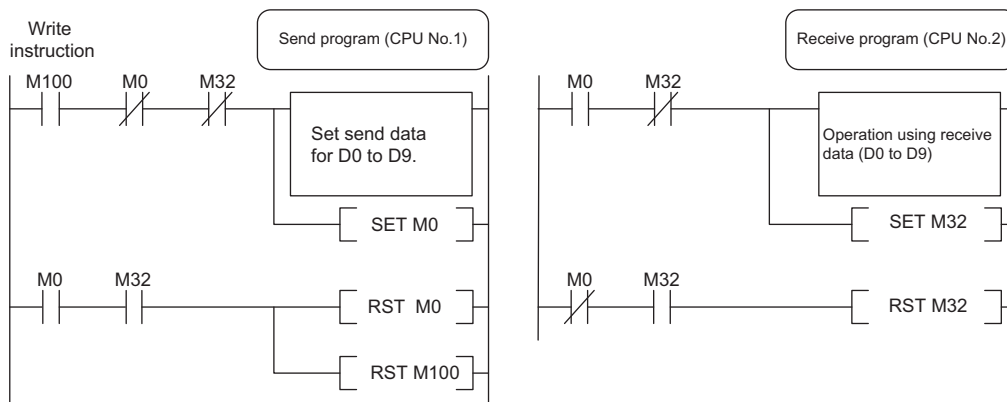 Write
instruction
Send program (CPU No.1)
M100 M0 M32
Set send data
for D0 to D9.
SET M0
M0 M32
RST M0
RST M100
Receive program (CPU No.2)
M0 M32
Operation using receive
data (D0 to D9)
SET M32
M0 M32
RST M32